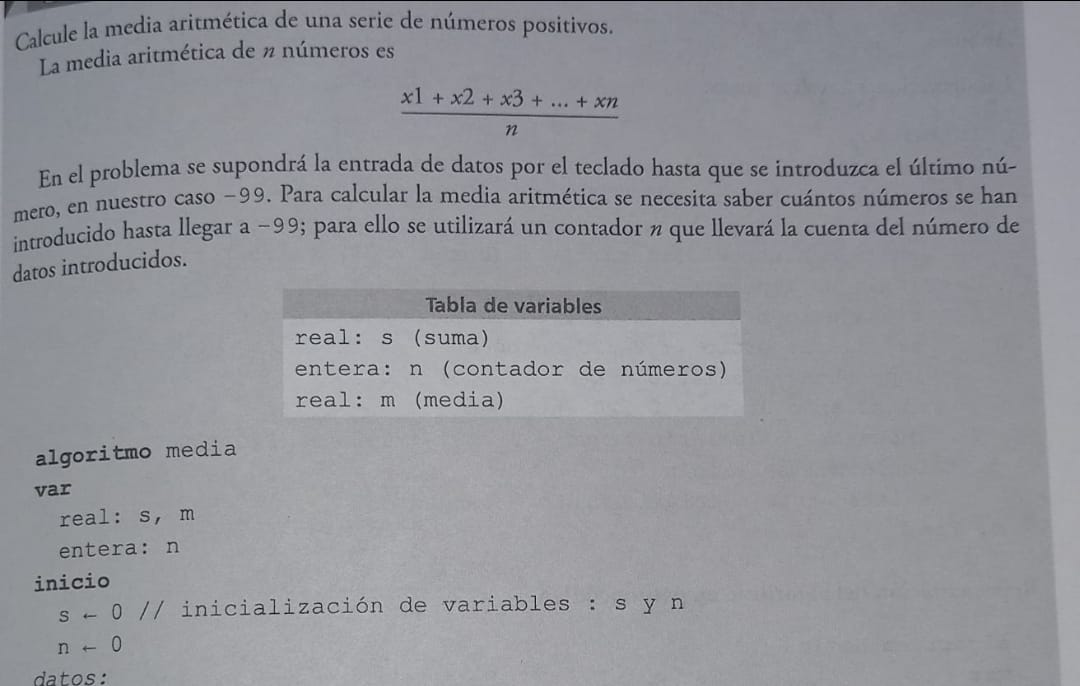 Calcule la media aritmética de una serie de números positivos.
La media aritmética de n números es
x1 + x2 + x3 + ... + xn
n
En el problema se supondrá la entrada de datos por el teclado hasta que se introduzca el último nú-
mero, en nuestro caso −99. Para calcular la media aritmética se necesita saber cuántos números se han
introducido hasta llegar a −99; para ello se utilizará un contador n que llevará la cuenta del número de
datos introducidos.
Tabla de variables
real: s (suma)
entera: n (contador de números)
real: m (media)
algoritmo media
var
real: s, m
entera: n
inicio
s ← 0 // inicialización de variables : s y n
n ← 0
datos: